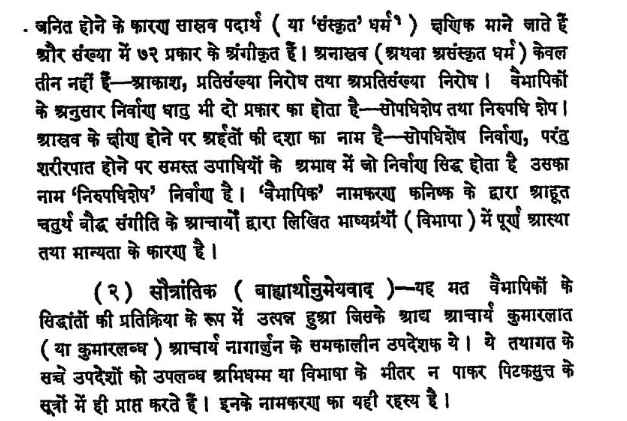 जनित होने के कारण सास्रव पदार्थ ( या ‘संस्कृत’ धर्म१ ) क्षणिक माने जाते हैं
और संख्या में ७२ प्रकार के अंगीकृत हैं। अनास्रव (अथवा असंस्कृत धर्म) केवल
तीन नहीं हैं—आकाश, प्रतिसंख्या निरोध तथा अप्रतिसंख्या निरोध। वैभाषिकों
के अनुसार निर्वाण धातु भी दो प्रकार का होता है—सोपधिशेप तथा निरुपधि शेप।
आस्रव के क्षीण होने पर अर्हतों की दशा का नाम है—सोपधिशेष निर्वाण, परंतु
शरीरपात होने पर समस्त उपाधियों के अभाव में जो निर्वाण सिद्ध होता है उसका
नाम ‘निरुपधिशेष’ निर्वाण है। ‘वैभाषिक’ नामकरण कनिष्क के द्वारा आहूत
चतुर्थ बौद्ध संगीति के आचार्यों द्वारा लिखित भाष्यग्रंथों (विभाषा) में पूर्ण आस्था
तथा मान्यता के कारण है।
(२) सौत्रांतिक ( बाह्यार्थानुमेयवाद )—यह मत वैभाषिकों के
सिद्धांतों की प्रतिक्रिया के रूप में उत्पन्न हुआ जिसके आद्य आचार्य कुमारलात
( या कुमारलब्ध ) आचार्य नागार्जुन के समकालीन उपदेशक थे। ये तथागत के
सच्चे उपदेशों को उपलब्ध अभिधम्म या विभाषा के भीतर न पाकर पिटकसुत्त के
सूत्रों में ही प्राप्त करते हैं। इनके नामकरण का यही रहस्य है।